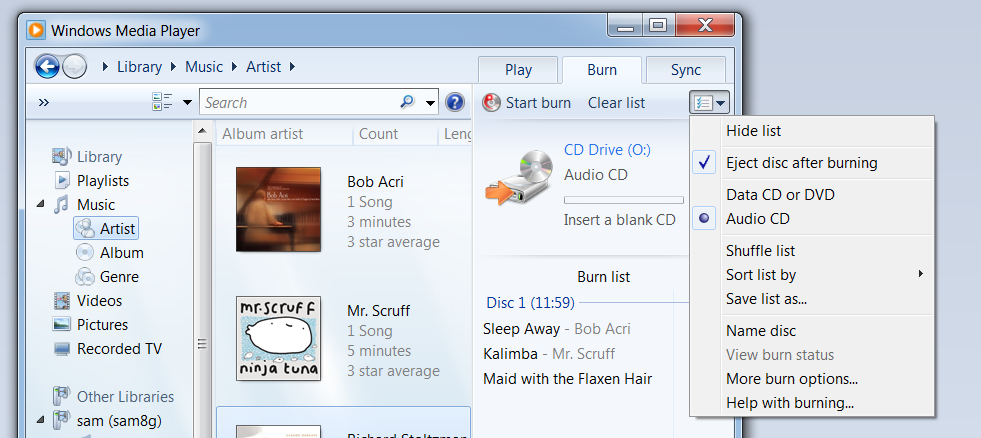 Windows Media Player
Library ▸ Music ▸ Artist ▸
Play Burn Sync
» Search Start burn Clear list
Album artist Count Leng
Library
Playlists
Music
Artist
Album
Genre
Videos
Pictures
Recorded TV
Other Libraries
sam (sam8g)
Bob Acri
Bob Acri
1 Song
3 minutes
3 star average
mr.scruff
ninja tuna
Mr. Scruff
1 Song
5 minutes
3 star average
Richard Stoltzman
CD Drive (O:)
Audio CD
Insert a blank CD
Burn list
Disc 1 (11:59)
Sleep Away - Bob Acri
Kalimba - Mr. Scruff
Maid with the Flaxen Hair
Hide list
Eject disc after burning
Data CD or DVD
Audio CD
Shuffle list
Sort list by
Save list as...
Name disc
View burn status
More burn options...
Help with burning...